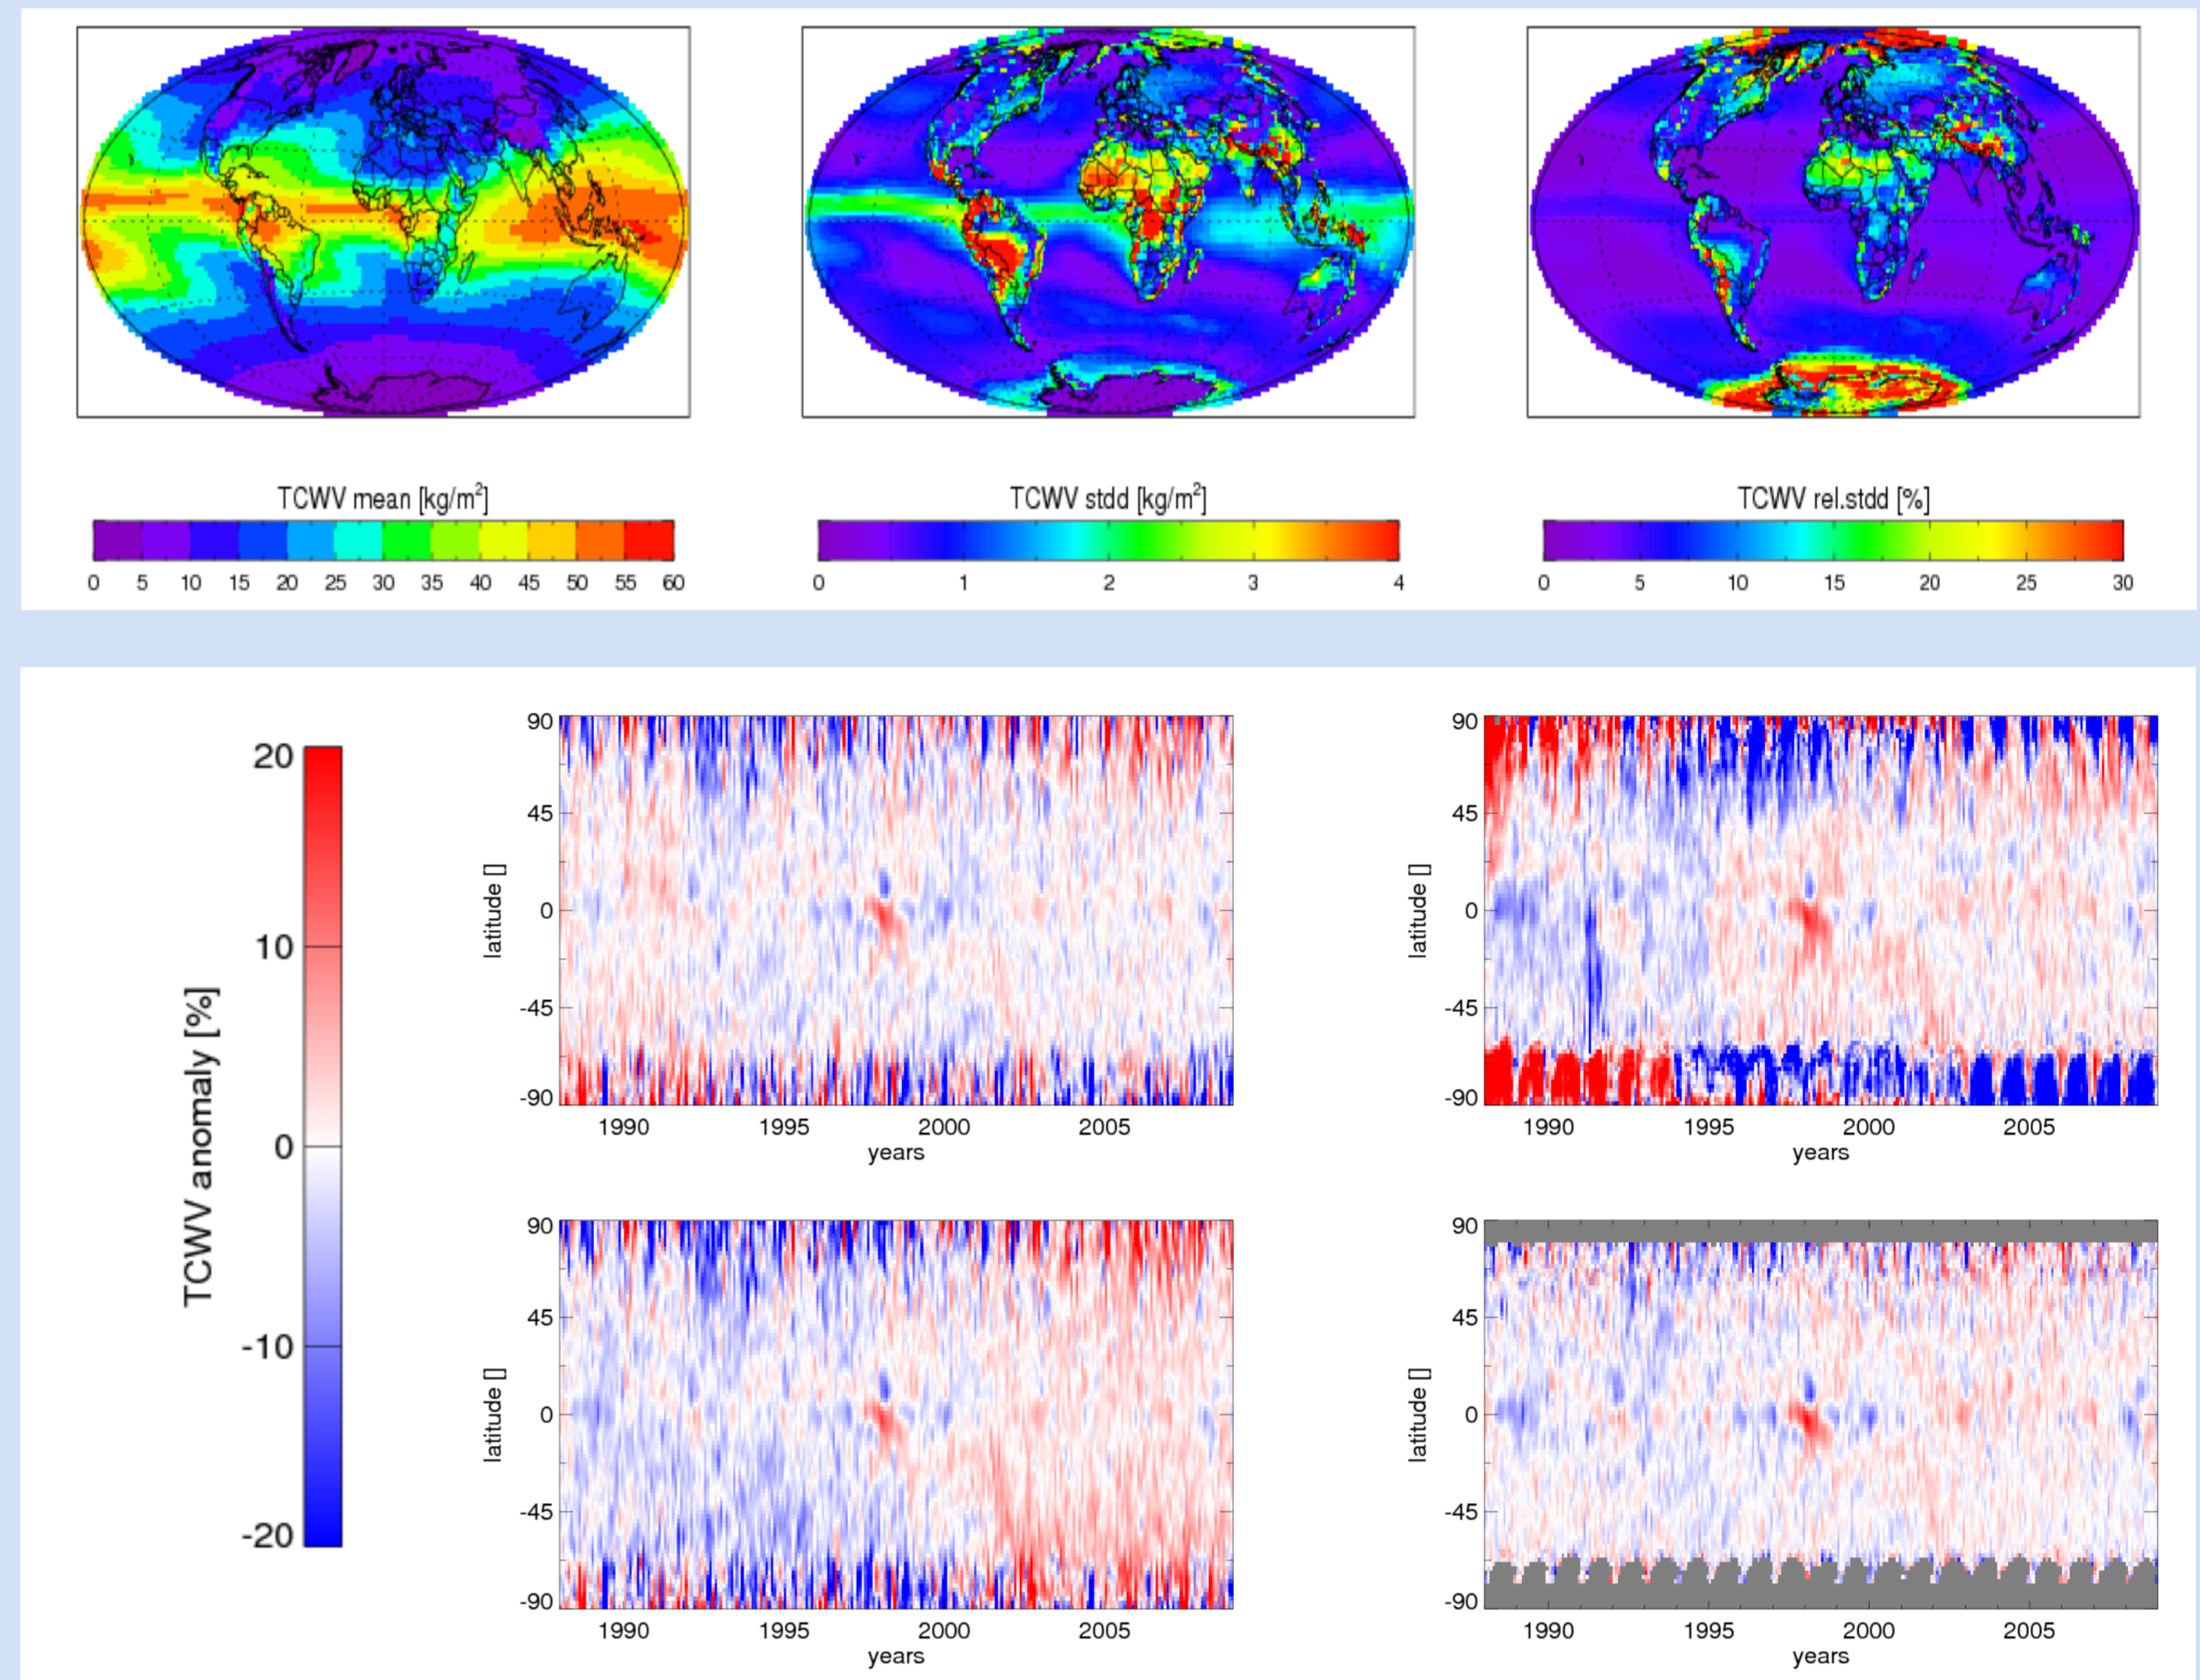 TCWV mean [kg/m²]
0 5 10 15 20 25 30 35 40 45 50 55 60
TCWV stdd [kg/m²]
0 1 2 3 4
TCWV rel.stdd [%]
0 5 10 15 20 25 30
TCWV anomaly [%]
20
10
0
-10
-20
latitude []
90
45
0
-45
-90
1990 1995 2000 2005
years
latitude []
90
45
0
-45
-90
1990 1995 2000 2005
years
latitude []
90
45
0
-45
-90
1990 1995 2000 2005
years
latitude []
90
45
0
-45
-90
1990 1995 2000 2005
years